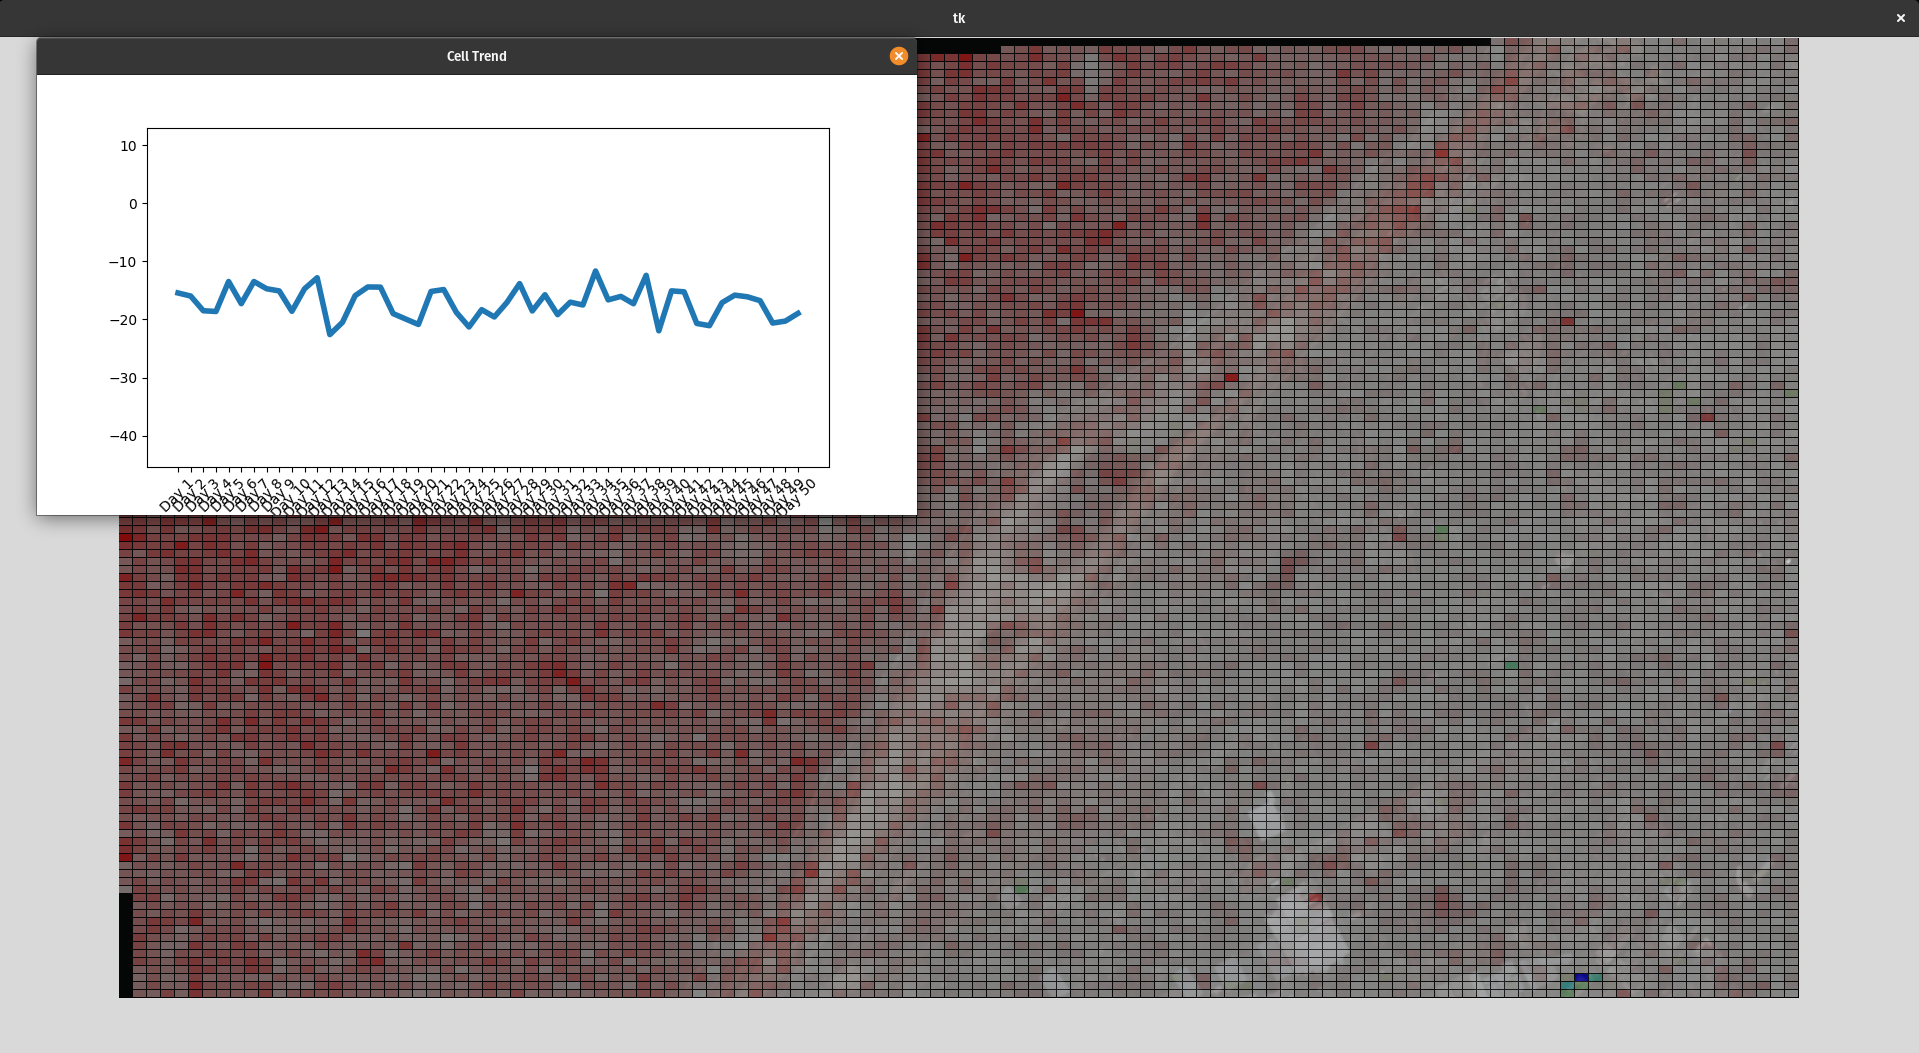 tk
Cell Trend
10
0
−10
−20
−30
−40
Day 1
Day 2
Day 3
Day 4
Day 5
Day 6
Day 7
Day 8
Day 9
Day 10
Day 11
Day 12
Day 13
Day 14
Day 15
Day 16
Day 17
Day 18
Day 19
Day 20
Day 21
Day 22
Day 23
Day 24
Day 25
Day 26
Day 27
Day 28
Day 29
Day 30
Day 31
Day 32
Day 33
Day 34
Day 35
Day 36
Day 37
Day 38
Day 39
Day 40
Day 41
Day 42
Day 43
Day 44
Day 45
Day 46
Day 47
Day 48
Day 49
Day 50